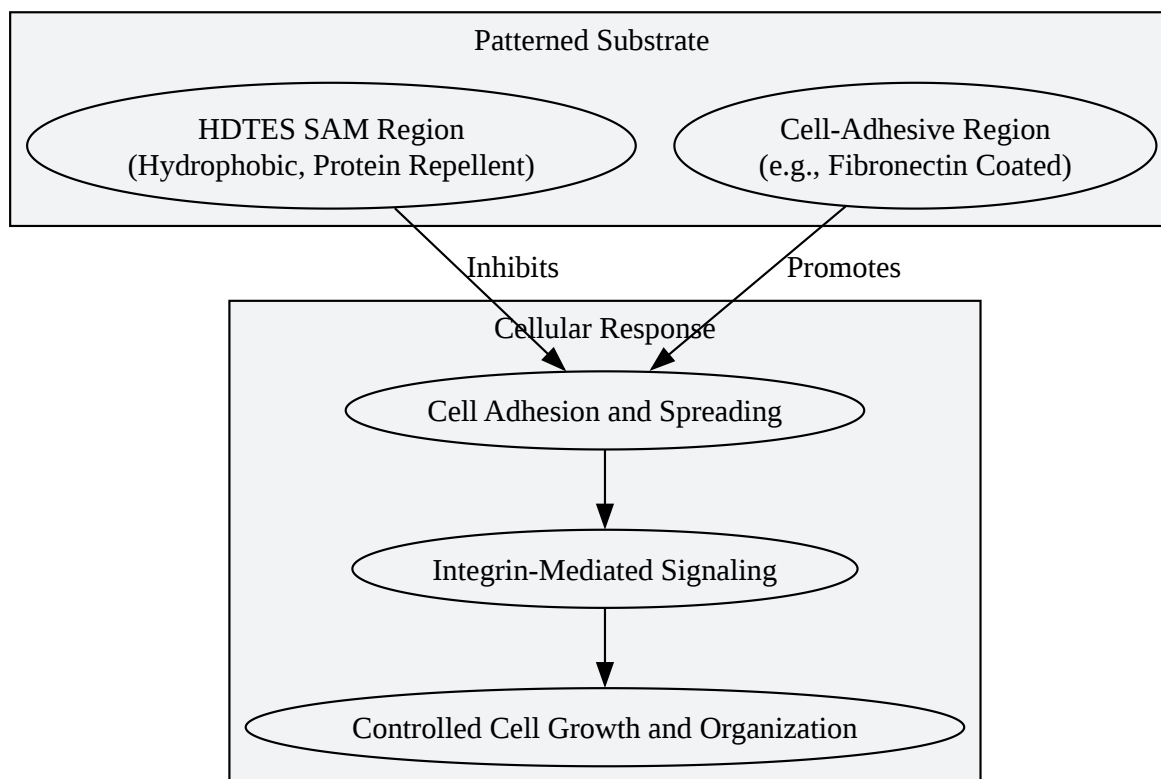 Patterned Substrate
HDTES SAM Region
(Hydrophobic, Protein Repellent)
Cell-Adhesive Region
(e.g., Fibronectin Coated)
Inhibits
Promotes
Cellular Response
Cell Adhesion and Spreading
Integrin-Mediated Signaling
Controlled Cell Growth and Organization